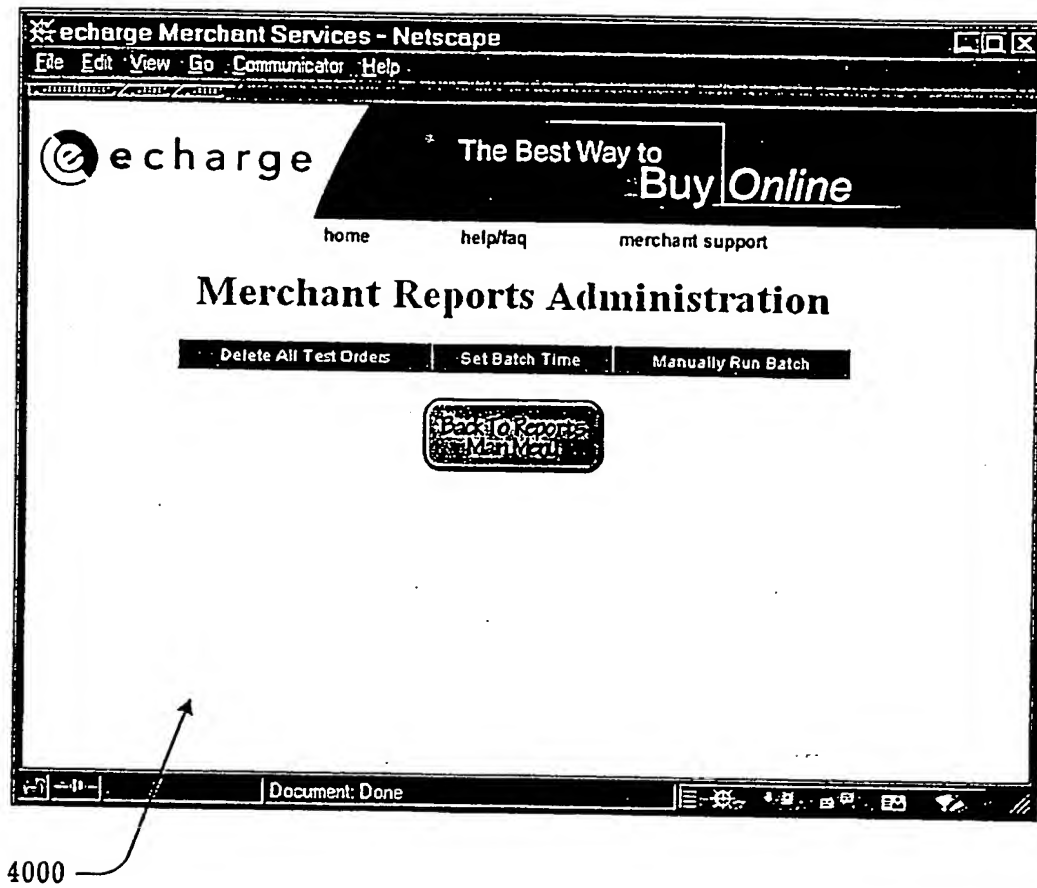 echarge Merchant Services - Netscape
File Edit View Go Communicator Help
e echarge
The Best Way to
Buy Online
home help/faq merchant support
Merchant Reports Administration
Delete All Test Orders Set Batch Time Manually Run Batch
Back To Reports
Main Menu
Document: Done
4000